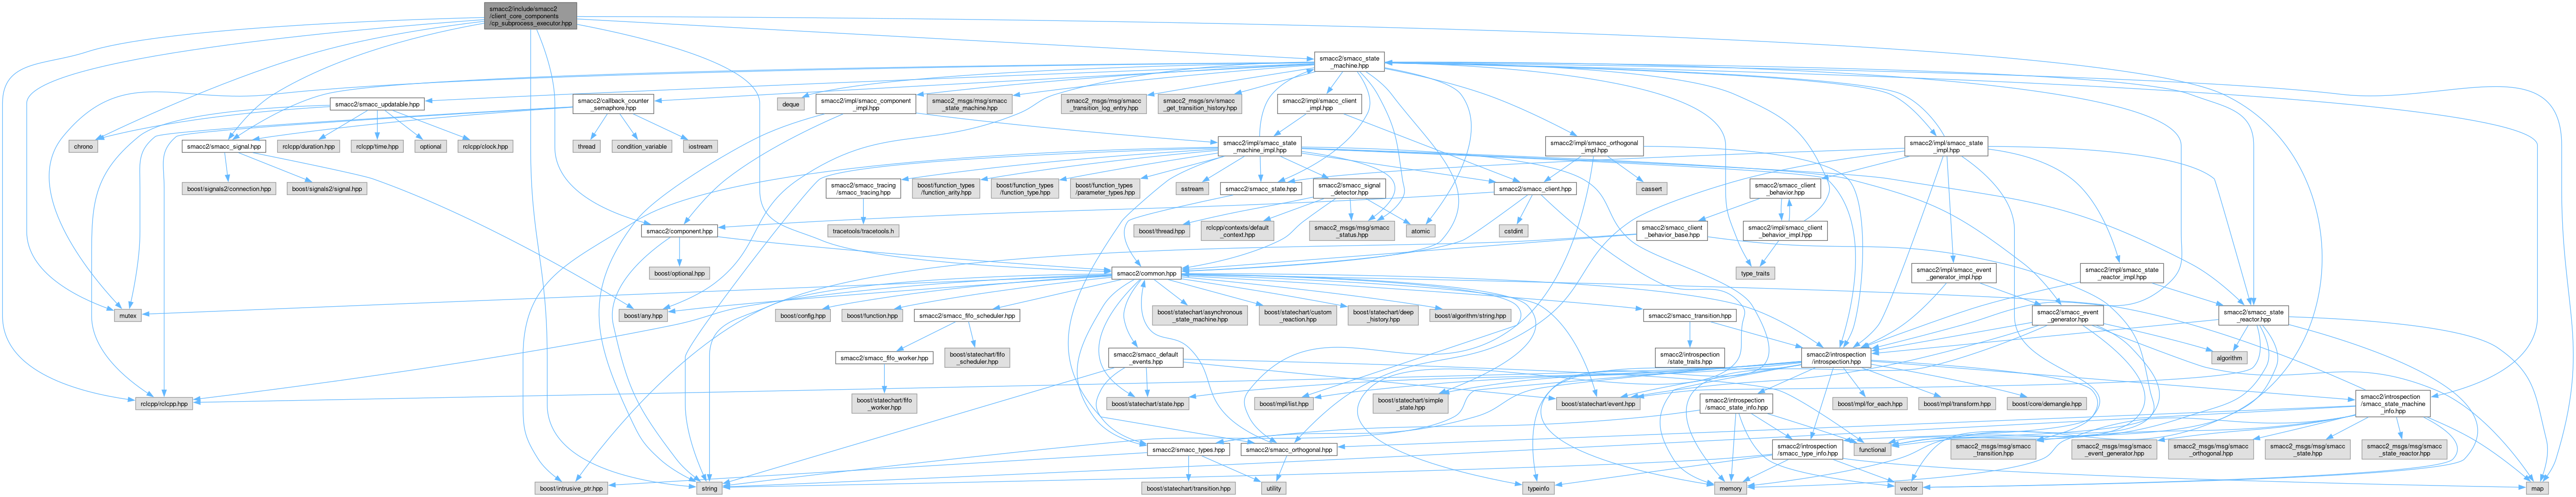 smacc2/include/smacc2
/client_core_components
/cp_subprocess_executor.hpp
smacc2/smacc_state
_machine.hpp
smacc2/smacc_updatable.hpp
smacc2/callback_counter
_semaphore.hpp
deque
smacc2/impl/smacc_component
_impl.hpp
smacc2_msgs/msg/smacc
_state_machine.hpp
smacc2_msgs/msg/smacc
_transition_log_entry.hpp
smacc2_msgs/srv/smacc
_get_transition_history.hpp
smacc2/impl/smacc_client
_impl.hpp
chrono
smacc2/smacc_signal.hpp
rclcpp/duration.hpp
rclcpp/time.hpp
optional
rclcpp/clock.hpp
thread
condition_variable
iostream
smacc2/impl/smacc_state
_machine_impl.hpp
smacc2/impl/smacc_orthogonal
_impl.hpp
smacc2/impl/smacc_state
_impl.hpp
boost/signals2/connection.hpp
boost/signals2/signal.hpp
smacc2/smacc_tracing
/smacc_tracing.hpp
boost/function_types
/function_arity.hpp
boost/function_types
/function_type.hpp
boost/function_types
/parameter_types.hpp
sstream
smacc2/smacc_state.hpp
smacc2/smacc_signal
_detector.hpp
smacc2/smacc_client.hpp
cassert
smacc2/smacc_client
_behavior.hpp
smacc2/component.hpp
tracetools/tracetools.h
boost/thread.hpp
rclcpp/contexts/default
_context.hpp
smacc2_msgs/msg/smacc
_status.hpp
atomic
cstdint
smacc2/smacc_client
_behavior_base.hpp
smacc2/impl/smacc_client
_behavior_impl.hpp
boost/optional.hpp
smacc2/common.hpp
type_traits
smacc2/impl/smacc_event
_generator_impl.hpp
smacc2/impl/smacc_state
_reactor_impl.hpp
mutex
boost/any.hpp
boost/config.hpp
boost/function.hpp
smacc2/smacc_fifo_scheduler.hpp
boost/statechart/asynchronous
_state_machine.hpp
boost/statechart/custom
_reaction.hpp
boost/statechart/deep
_history.hpp
boost/algorithm/string.hpp
smacc2/smacc_transition.hpp
smacc2/smacc_event
_generator.hpp
smacc2/smacc_state
_reactor.hpp
smacc2/smacc_fifo_worker.hpp
boost/statechart/fifo
_scheduler.hpp
smacc2/smacc_default
_events.hpp
smacc2/introspection
/state_traits.hpp
smacc2/introspection
/introspection.hpp
algorithm
rclcpp/rclcpp.hpp
boost/statechart/fifo
_worker.hpp
boost/statechart/state.hpp
boost/mpl/list.hpp
boost/statechart/simple
_state.hpp
boost/statechart/event.hpp
smacc2/introspection
/smacc_state_info.hpp
boost/mpl/for_each.hpp
boost/mpl/transform.hpp
boost/core/demangle.hpp
smacc2/introspection
/smacc_state_machine
_info.hpp
smacc2/smacc_types.hpp
smacc2/smacc_orthogonal.hpp
smacc2/introspection
/smacc_type_info.hpp
functional
smacc2_msgs/msg/smacc
_transition.hpp
smacc2_msgs/msg/smacc
_event_generator.hpp
smacc2_msgs/msg/smacc
_orthogonal.hpp
smacc2_msgs/msg/smacc
_state.hpp
smacc2_msgs/msg/smacc
_state_reactor.hpp
boost/intrusive_ptr.hpp
string
boost/statechart/transition.hpp
utility
typeinfo
memory
vector
map